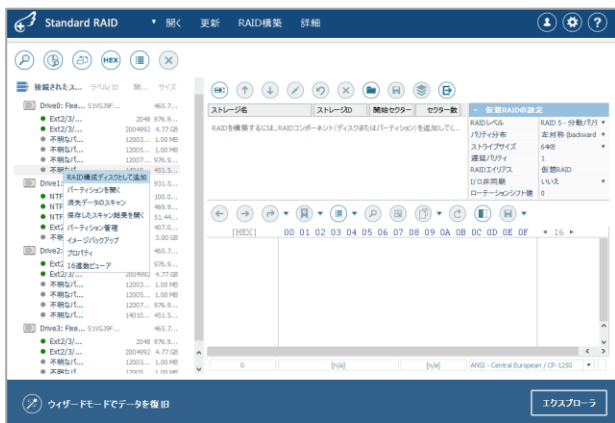 Standard RAID
開く
更新
RAID構築
詳細
HEX
接続されたス... ラベル/ID 開... サイズ
Drive0: Fixe... S19GJ9F... 465.7...
Ext2/3/... 2048 976.9...
Ext2/3/... 2004992 4.77 GB
不明なパ... 12003... 1.00 MB
不明なパ... 12005... 1.00 MB
不明なパ... 12007... 976.9...
不明なパ... 14010... 451.5...
RAID構成ディスクとして追加
パーティションを開く
消失データのスキャン
保存したスキャン結果を開く
パーティション管理
イメージバックアップ
プロパティ
16進数ビューア
Drive1: 931.5...
NTF 100.0...
NTF 469.9...
NTF 51.44...
Ext2 407.0...
不明 3.00 GB
Drive2: 465.7...
Ext2 976.9...
Ext2/3/... 2004992 4.77 GB
不明なパ... 12003... 1.00 MB
不明なパ... 12005... 1.00 MB
不明なパ... 12007... 976.9...
不明なパ... 14010... 451.5...
Drive3: Fixe... S19GJ9F... 465.7...
Ext2/3/... 2048 976.9...
Ext2/3/... 2004992 4.77 GB
不明なパ... 12003... 1.00 MB
不明なパ... 12005 1.00 MB
ストレージ名 ストレージID 開始セクター セクター数
RAIDを構築するには、RAIDコンポーネント(ディスクまたはパーティション)を追加してく...
− 仮想RAIDの設定
RAIDレベル RAID 5 - 分散パリテ
パリティ分布 左対称 (backward
ストライプサイズ 64KB
遅延パリティ 1
RAIDエイリアス 仮想RAID
I/O非同期 いいえ
ローテーションシフト値 0
[HEX] 00 01 02 03 04 05 06 07 08 09 0A 0B 0C 0D 0E 0F 16
0 [n/a] [n/a] ANSI - Central European / CP-1250
ウィザードモードでデータを復旧
エクスプローラ